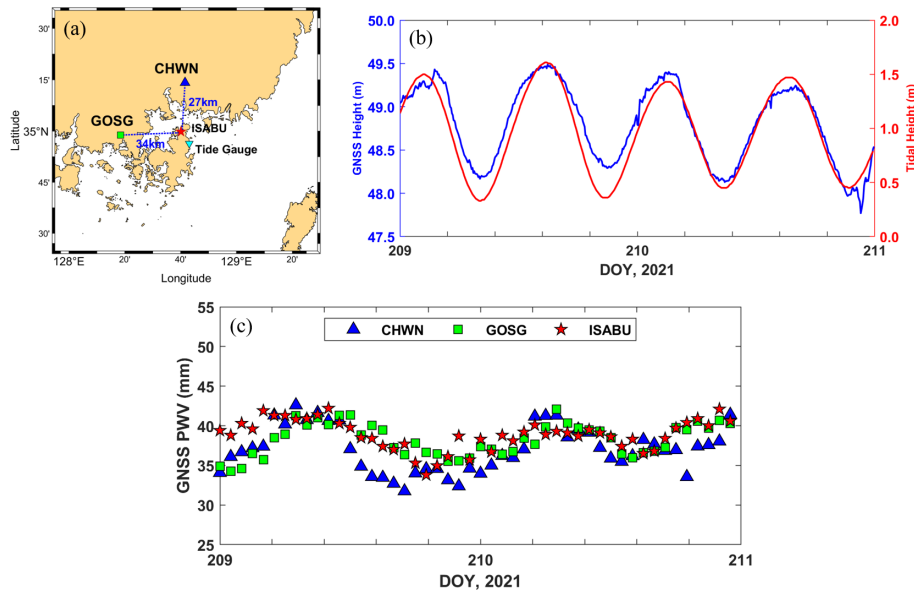 (a)
35'
30'
15'
CHWN
27km
GOSG
ISABU
35°N
34km
Tide Gauge
45'
30'
128°E
20'
40'
129°E
20'
Latitude
Longitude
(b)
50.0
49.5
49.0
48.5
48.0
47.5
GNSS Height (m)
2.0
1.5
1.0
0.5
0.0
Tidal Height (m)
209
210
211
DOY, 2021
(c)
CHWN
GOSG
ISABU
55
50
45
40
35
30
25
GNSS PWV (mm)
209
210
211
DOY, 2021